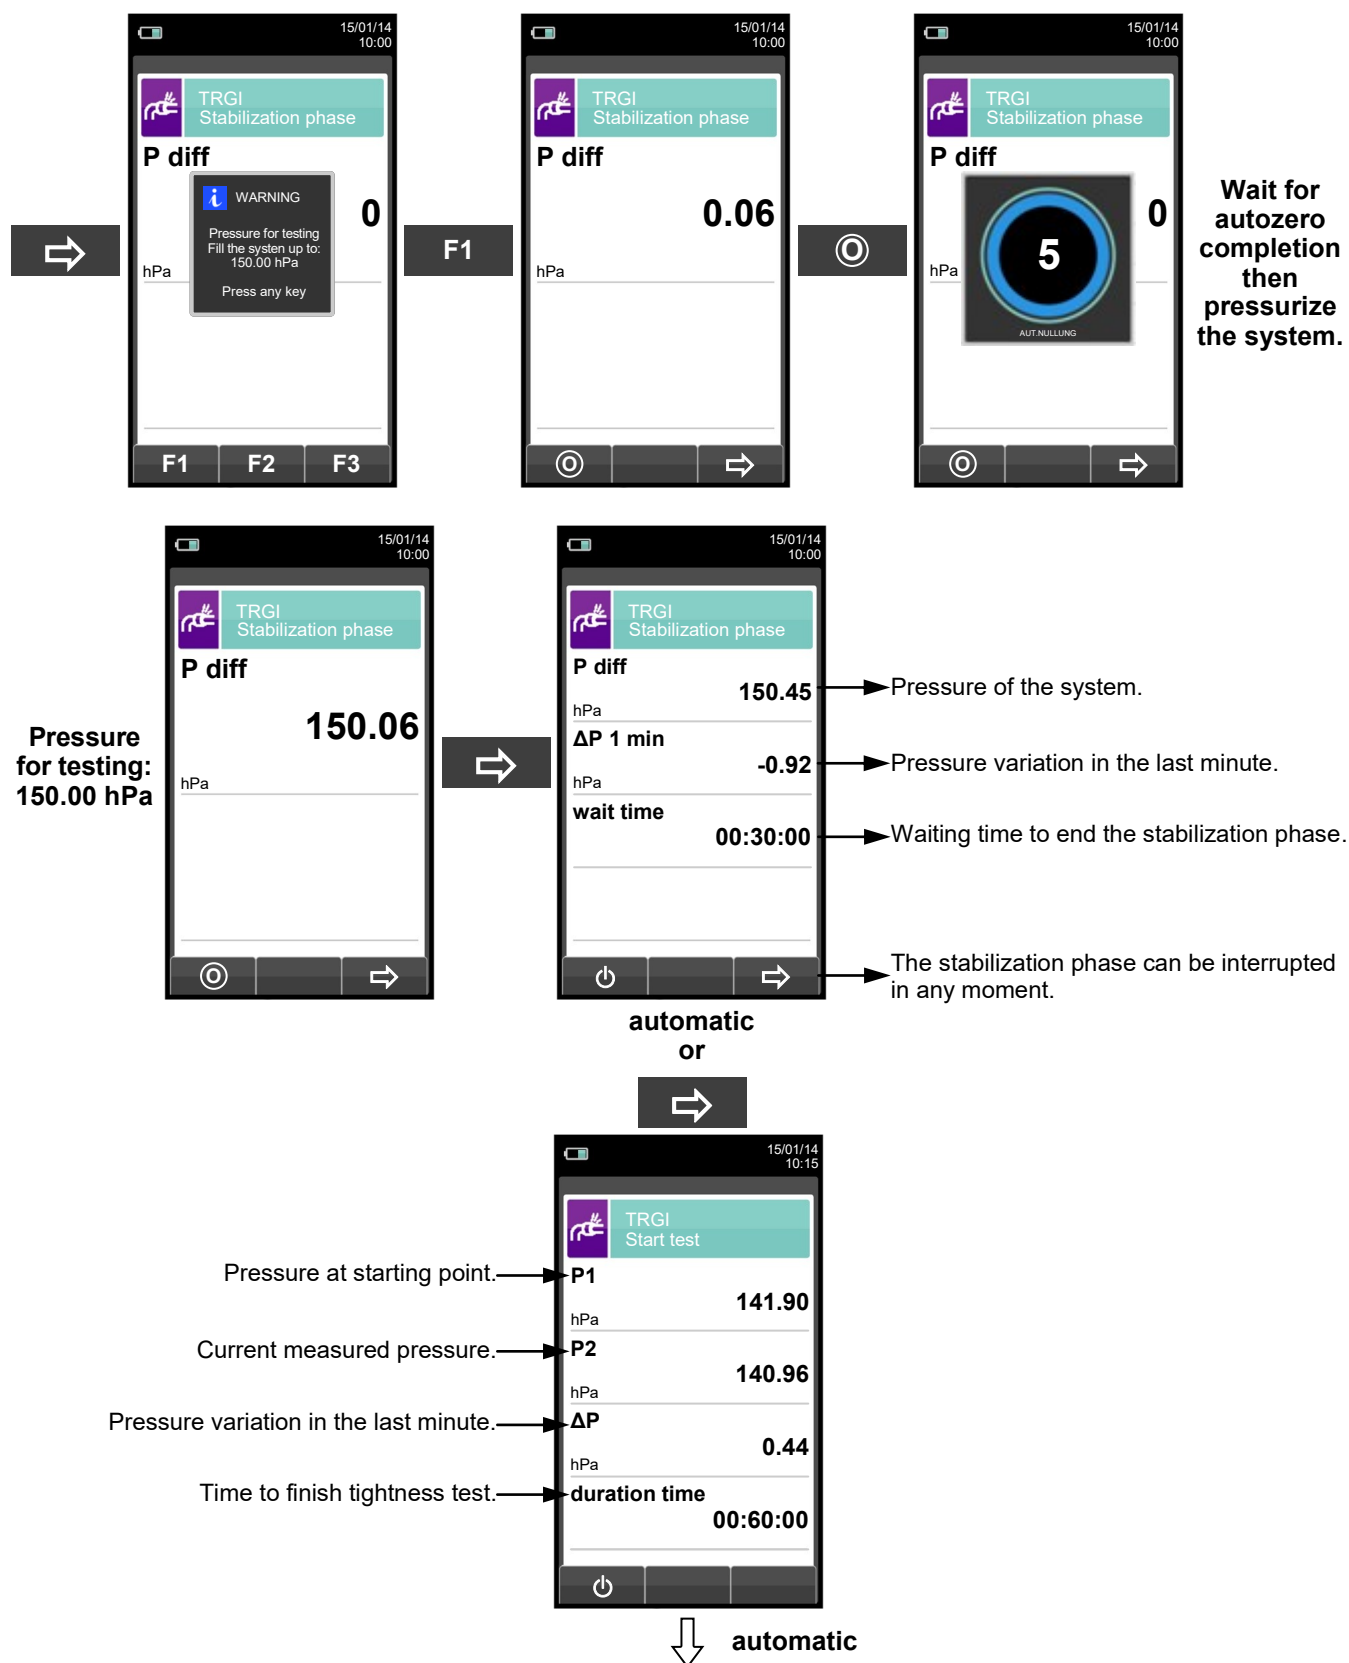 15/01/14
10:00
TRGI
Stabilization phase
P diff
WARNING
0
Pressure for testing
Fill the systen up to:
150.00 hPa
hPa
Press any key
F1 F2 F3
F1
15/01/14
10:00
TRGI
Stabilization phase
P diff
0.06
hPa
O
O
15/01/14
10:00
TRGI
Stabilization phase
P diff
0
5
hPa
AUT.NULLUNG
O
Wait for
autozero
completion
then
pressurize
the system.
Pressure
for testing:
150.00 hPa
15/01/14
10:00
TRGI
Stabilization phase
P diff
150.06
hPa
O
15/01/14
10:00
TRGI
Stabilization phase
P diff
150.45
hPa
ΔP 1 min
-0.92
hPa
wait time
00:30:00
Pressure of the system.
Pressure variation in the last minute.
Waiting time to end the stabilization phase.
The stabilization phase can be interrupted
in any moment.
automatic
or
15/01/14
10:15
TRGI
Start test
Pressure at starting point.
P1
141.90
hPa
Current measured pressure.
P2
140.96
hPa
Pressure variation in the last minute.
ΔP
0.44
hPa
Time to finish tightness test.
duration time
00:60:00
automatic